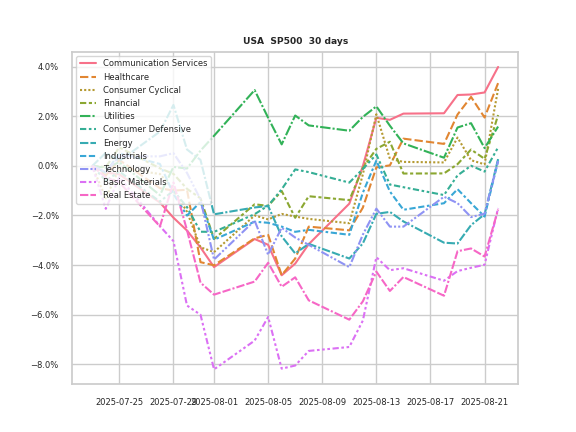 USA SP500 30 days
4.0%
2.0%
0.0%
−2.0%
−4.0%
−6.0%
−8.0%
Communication Services
Healthcare
Consumer Cyclical
Financial
Utilities
Consumer Defensive
Energy
Industrials
Technology
Basic Materials
Real Estate
2025-07-25 2025-07-29 2025-08-01 2025-08-05 2025-08-09 2025-08-13 2025-08-17 2025-08-21